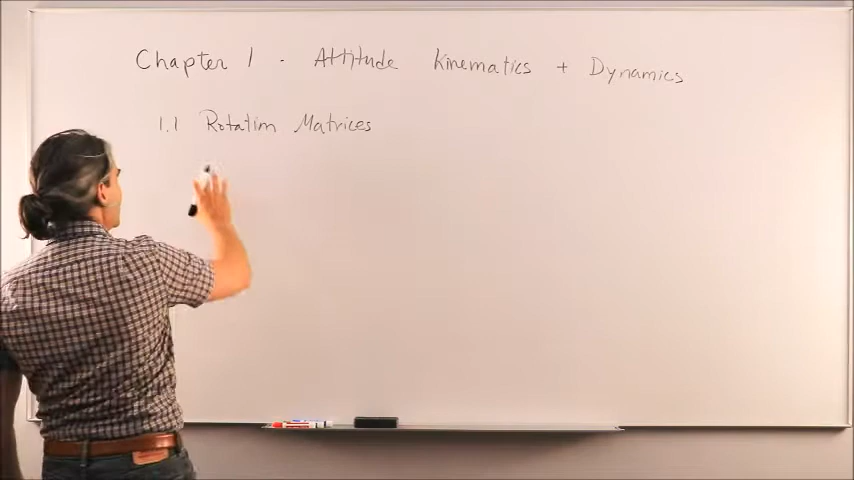 Chapter 1 . Attitude Kinematics + Dynamics
1.1 Rotation Matrices